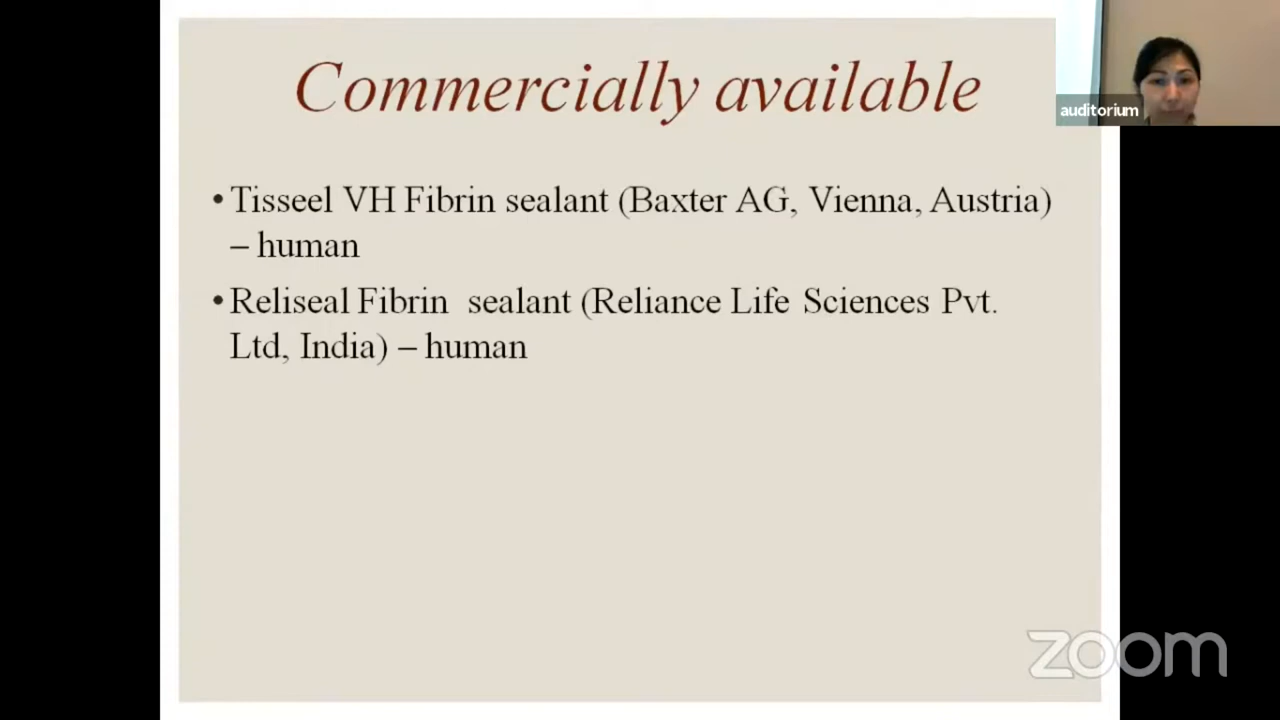 Commercially available
auditorium
• Tisseel VH Fibrin sealant (Baxter AG, Vienna, Austria)
– human
• Reliseal Fibrin sealant (Reliance Life Sciences Pvt.
Ltd, India) – human
zoom